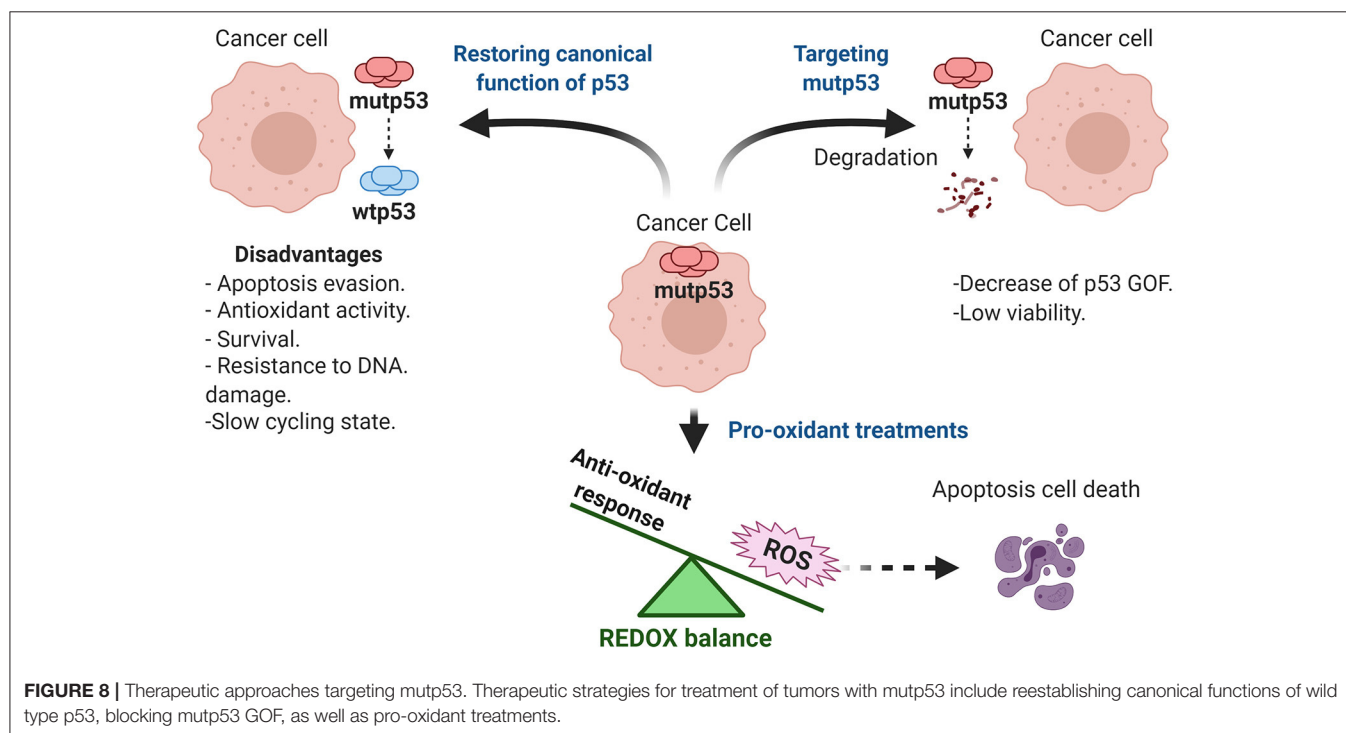 Cancer cell
mutp53
wtp53
Disadvantages
- Apoptosis evasion.
- Antioxidant activity.
- Survival.
- Resistance to DNA.
damage.
-Slow cycling state.
Restoring canonical
function of p53
Targeting
mutp53
Cancer cell
mutp53
Degradation
-Decrease of p53 GOF.
-Low viability.
Cancer Cell
mutp53
Pro-oxidant treatments
Anti-oxidant
response
ROS
REDOX balance
Apoptosis cell death
FIGURE 8 | Therapeutic approaches targeting mutp53. Therapeutic strategies for treatment of tumors with mutp53 include reestablishing canonical functions of wild
type p53, blocking mutp53 GOF, as well as pro-oxidant treatments.